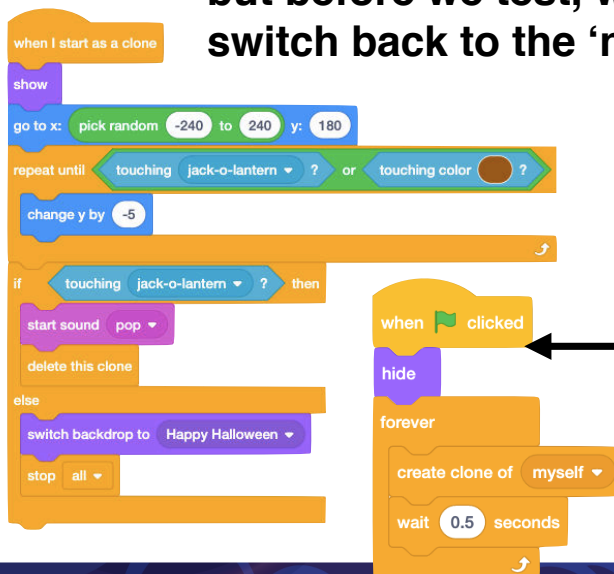 but before we test,
switch back to the
when I start as a clone
show
go to x: pick random -240 to 240 y: 180
repeat until touching jack-o-lantern ? or touching color ?
change y by -5
if touching jack-o-lantern ? then
start sound pop
delete this clone
else
switch backdrop to Happy Halloween
stop all
when clicked
hide
forever
create clone of myself
wait 0.5 seconds